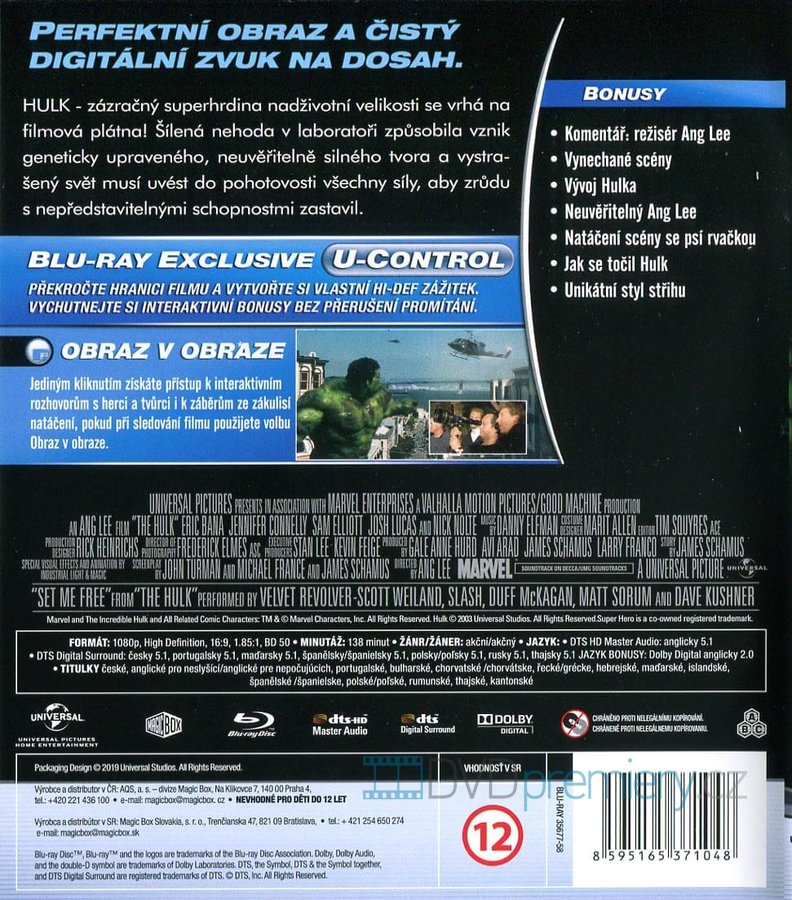 PERFEKTNÍ OBRAZ A ČISTÝ
DIGITÁLNÍ ZVUK NA DOSAH.
HULK - zázračný superhrdina nadživotní velikosti se vrhá na
filmová plátna! Šílená nehoda v laboratoři způsobila vznik
geneticky upraveného, neuvěřitelně silného tvora a vystra-
šený svět musí uvést do pohotovosti všechny síly, aby zrůdu
s nepředstavitelnými schopnostmi zastavil.
BONUSY
• Komentář: režisér Ang Lee
• Vynechané scény
• Vývoj Hulka
• Neuvěřitelný Ang Lee
• Natáčení scény se psí rvačkou
• Jak se točil Hulk
• Unikátní styl střihu
BLU-RAY EXCLUSIVE U-CONTROL
PŘEKROČTE HRANICI FILMU A VYTVOŘTE SI VLASTNÍ HI-DEF ZÁŽITEK.
VYCHUTNEJTE SI INTERAKTIVNÍ BONUSY BEZ PŘERUŠENÍ PROMÍTÁNÍ.
OBRAZ V OBRAZE
Jediným kliknutím získáte přístup k interaktivním
rozhovorům s herci a tvůrci i k záběrům ze zákulisí
natáčení, pokud při sledování filmu použijete volbu
Obraz v obraze.
UNIVERSAL PICTURES PRESENTS IN ASSOCIATION WITH MARVEL ENTERPRISES A VALHALLA MOTION PICTURES/GOOD MACHINE PRODUCTION
AN ANG LEE FILM "THE HULK" ERIC BANA JENNIFER CONNELLY SAM ELLIOTT JOSH LUCAS AND NICK NOLTE MUSIC BY DANNY ELFMAN COSTUME DESIGNER MARIT ALLEN EDITOR TIM SQUYRES ACE
PRODUCTION DESIGNER RICK HEINRICHS DIRECTOR OF PHOTOGRAPHY FREDERICK ELMES ASC EXECUTIVE PRODUCERS STAN LEE KEVIN FEIGE PRODUCED BY GALE ANNE HURD AVI ARAD JAMES SCHAMUS LARRY FRANCO STORY BY JAMES SCHAMUS
SPECIAL VISUAL EFFECTS AND ANIMATION BY INDUSTRIAL LIGHT & MAGIC SCREENPLAY BY JOHN TURMAN AND MICHAEL FRANCE AND JAMES SCHAMUS DIRECTED BY ANG LEE MARVEL SOUNDTRACK ON DECCA/UMG SOUNDTRACKS A UNIVERSAL PICTURE UNIVERSAL
"SET ME FREE" FROM "THE HULK" PERFORMED BY VELVET REVOLVER-SCOTT WEILAND, SLASH, DUFF McKAGAN, MATT SORUM AND DAVE KUSHNER
Marvel and The Incredible Hulk and All Related Comic Characters: TM & © Marvel Characters, Inc. All Rights Reserved. Hulk © 2003 Universal Studios. All Rights Reserved.Super Hero is a co-owned registered trademark.
FORMÁT: 1080p, High Definition, 16:9, 1.85:1, BD 50 • MINUTÁŽ: 138 minut • ŽÁNR/ŽÁNER: akční/akčný • JAZYK: • DTS HD Master Audio: anglicky 5.1
• DTS Digital Surround: česky 5.1, portugalsky 5.1, maďarsky 5.1, španělsky/španielsky 5.1, polsky/poľsky 5.1, rusky 5.1, thajsky 5.1 JAZYK BONUSY: Dolby Digital anglicky 2.0
• TITULKY české, anglické pro neslyšící/anglické pre nepočujúcich, portugalské, bulharské, chorvatské /chorvátske, řecké/grécke, hebrejské, maďarské, islandské,
španělské /španielske, polské/poľské, rumunské, thajské, kantonské
UNIVERSAL
UNIVERSAL PICTURES
HOME ENTERTAINMENT
MAGICBOX
Blu-ray Disc™
dts-HD
Master Audio
dts
Digital Surround
DOLBY
DIGITAL
CHRÁNĚNO PROTI NELEGÁLNÍMU KOPÍROVÁNÍ.
CHRÁNENÉ PROTI NELEGÁLNEMU KOPÍROVANIU.
A B C
Packaging Design © 2019 Universal Studios. All Rights Reserved.
Výrobce a distributor v ČR: AQS, a. s. – divize Magic Box, Na Klikovce 7, 140 00 Praha 4,
tel.: +420 221 436 100 • e-mail: magicbox@magicbox. cz • NEVHODNÉ PRO DĚTI DO 12 LET
Výrobce a distributor v SR: Magic Box Slovakia, s. r. o., Trenčianska 47, 821 09 Bratislava, • tel.: + 421 254 650 274
e-mail: magicbox@magicbox.sk
Blu-ray Disc™, Blu-ray™ and the logos are trademarks of the Blu-ray Disc Association. Dolby, Dolby Audio,
and the double-D symbol are trademarks of Dolby Laboratories. DTS, the Symbol, DTS & the Symbol together,
and DTS Digital Surround are registered trademarks of DTS. © DTS, Inc. All Rights Reserved.
VHODNOSŤ V SR
12
BLU-RAY 35677-58
8 595165 371048
DVDpremiery.cz